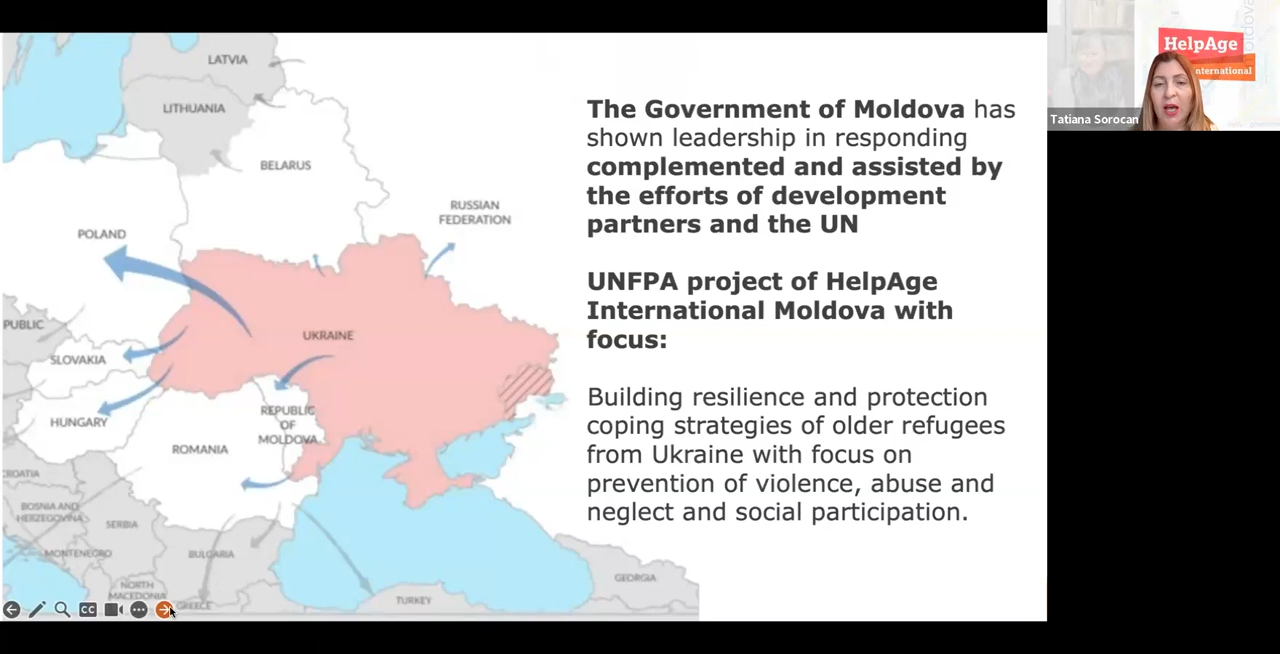 LATVIA
LITHUANIA
BELARUS
RUSSIAN
FEDERATION
POLAND
UKRAINE
PUBLIC
SLOVAKIA
HUNGARY
REPUBLIC
OF
MOLDOVA
ROMANIA
CROATIA
BOSNIA AND
HERZEGOVINA
SERBIA
MONTENEGRO
BULGARIA
NORTH
MACEDONIA
GREECE
TURKEY
GEORGIA
CC
The Government of Moldova has
shown leadership in responding
complemented and assisted by
the efforts of development
partners and the UN
UNFPA project of HelpAge
International Moldova with
focus:
Building resilience and protection
coping strategies of older refugees
from Ukraine with focus on
prevention of violence, abuse and
neglect and social participation.
HelpAge
International
Tatiana Sorocan